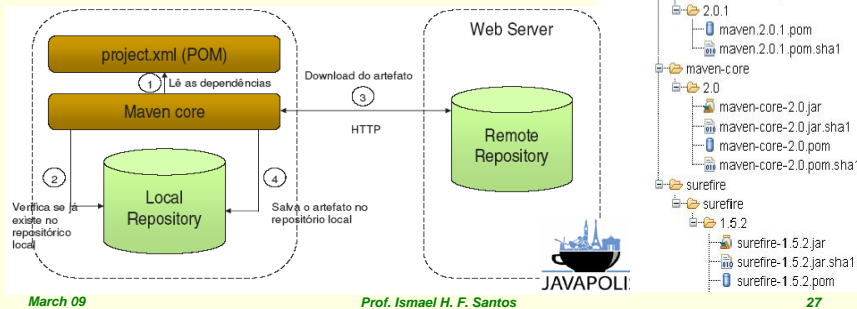 project.xml (POM)
1
Lê as dependências
Maven core
2
Verifica se já
existe no
repositórico
local
Local
Repository
4
Salva o artefato no
repositório local
Download do artefato
3
HTTP
Web Server
Remote
Repository
JAVAPOLI
2.0.1
maven.2.0.1.pom
maven.2.0.1.pom.sha1
maven-core
2.0
maven-core-2.0.jar
maven-core-2.0.jar.sha1
maven-core-2.0.pom
maven-core-2.0.pom.sha1
surefire
surefire
1.5.2
surefire-1.5.2.jar
surefire-1.5.2.jar.sha1
surefire-1.5.2.pom
March 09
Prof. Ismael H. F. Santos
27